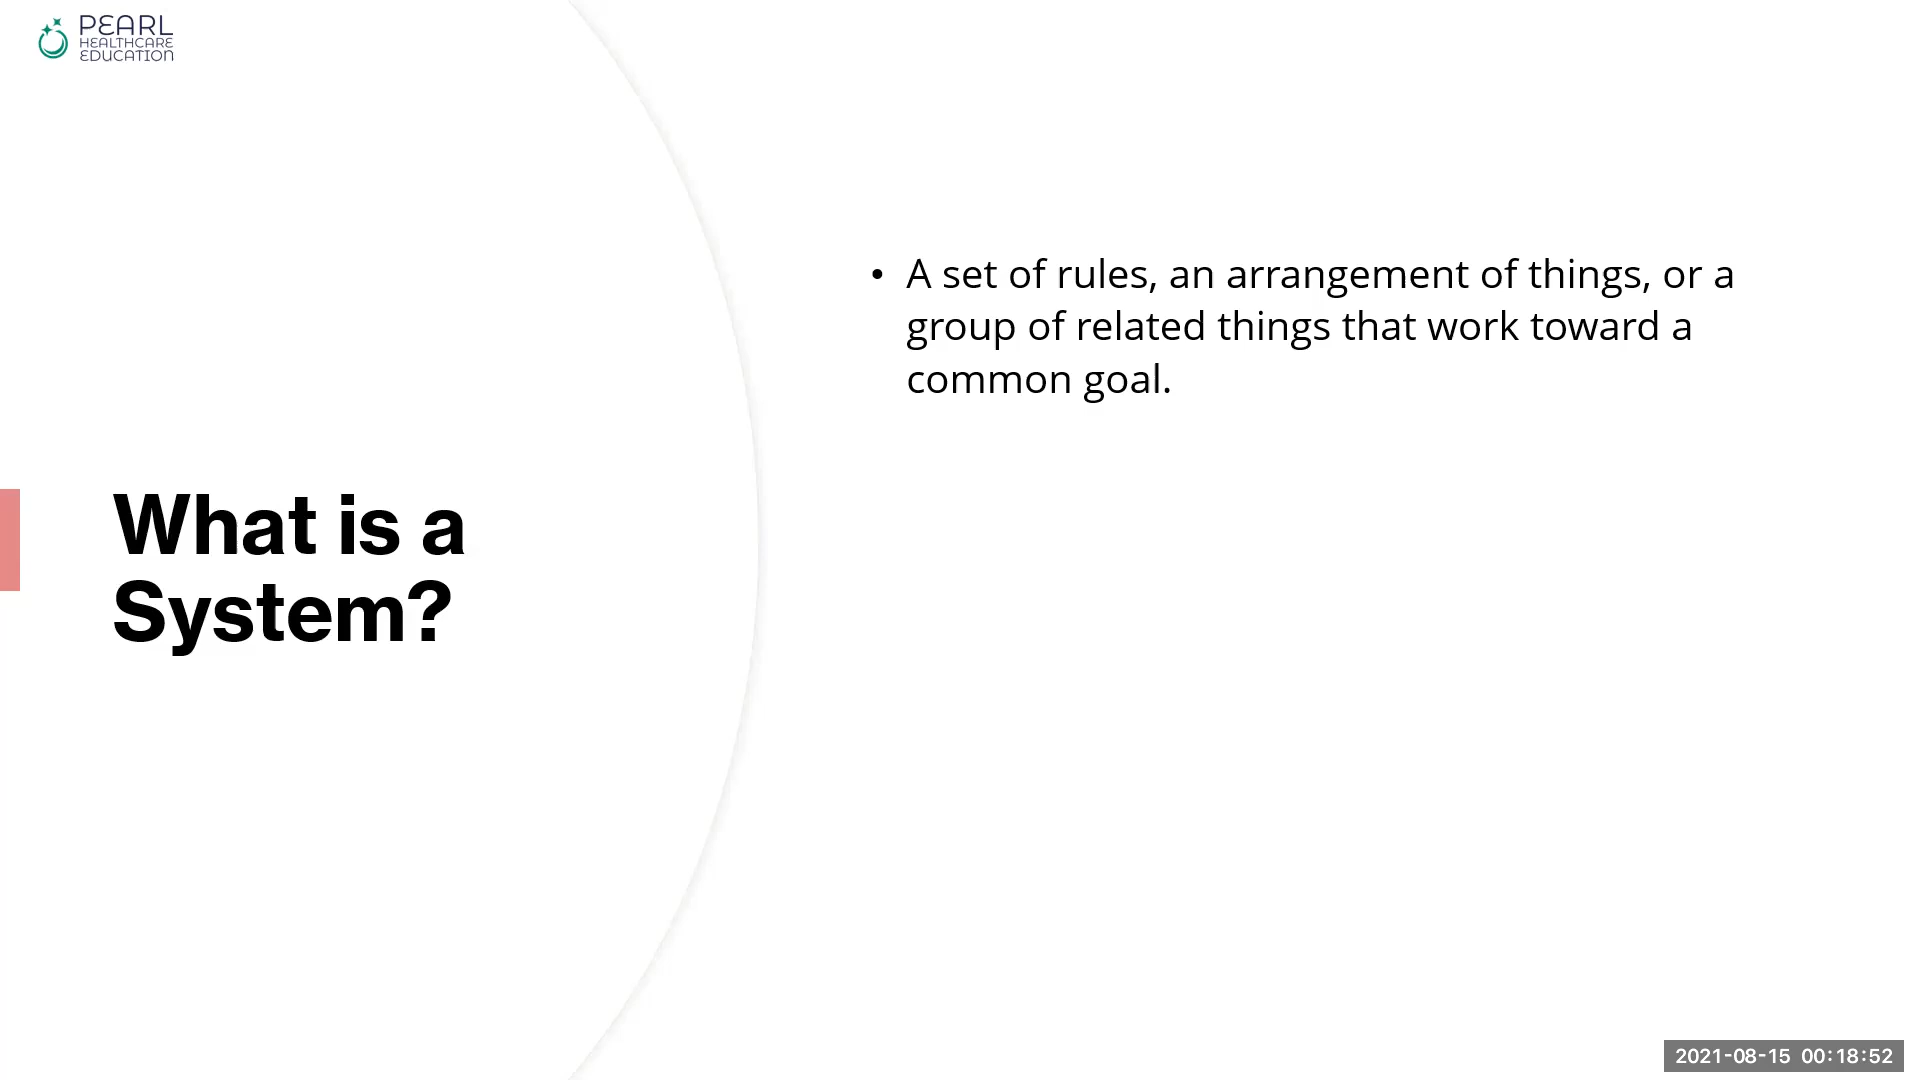 PEARL
HEALTHCARE
EDUCATION
What is a
System?
• A set of rules, an arrangement of things, or a
group of related things that work toward a
common goal.
2021-08-15 00:18:52